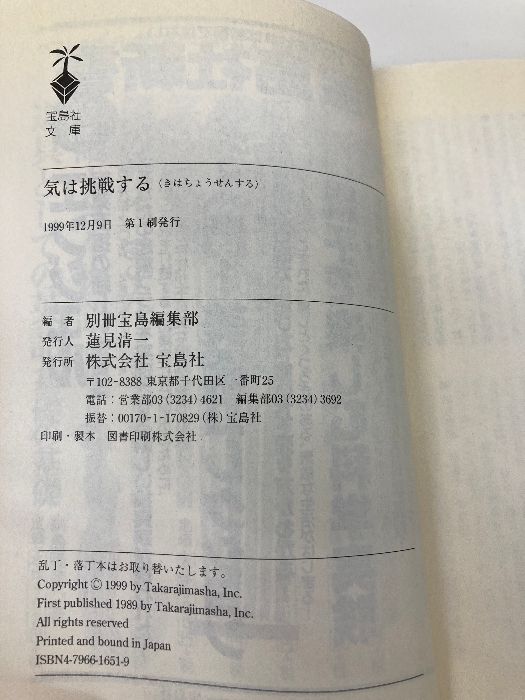 宝島社
文庫
気は挑戦する（きはちょうせんする）
1999年12月9日　第1刷発行
編　者　別冊宝島編集部
発行人　蓮見清一
発行所　株式会社 宝島社
〒102-8388 東京都千代田区一番町25
電話：営業部03(3234)4621　編集部03(3234)3692
振替：00170-1-170829 (株) 宝島社
印刷・製本　図書印刷株式会社
乱丁・落丁本はお取り替いたします。
Copyright © 1999 by Takarajimasha, Inc.
First published 1989 by Takarajimasha, Inc.
All rights reserved
Printed and bound in Japan
ISBN4-7966-1651-9